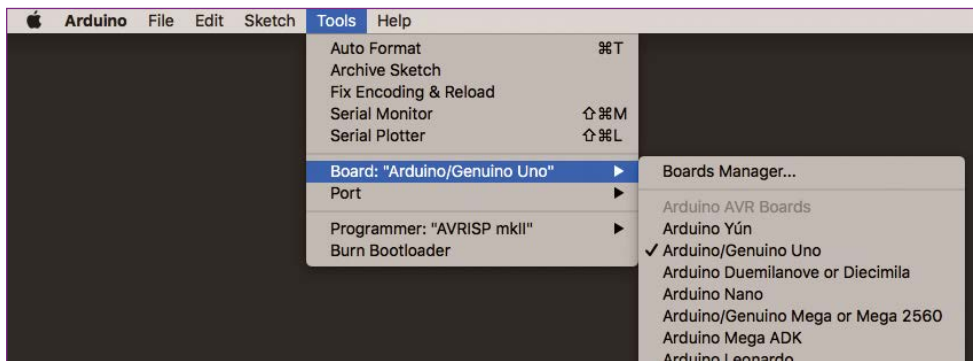 Arduino File Edit Sketch Tools Help
Auto Format ⌘T
Archive Sketch
Fix Encoding & Reload
Serial Monitor ⇧⌘M
Serial Plotter ⇧⌘L
Board: "Arduino/Genuino Uno" ▶
Boards Manager...
Port ▶
Arduino AVR Boards
Programmer: "AVRISP mkII" ▶
Arduino Yún
Burn Bootloader
✓ Arduino/Genuino Uno
Arduino Duemilanove or Diecimila
Arduino Nano
Arduino/Genuino Mega or Mega 2560
Arduino Mega ADK
Arduino Leonardo